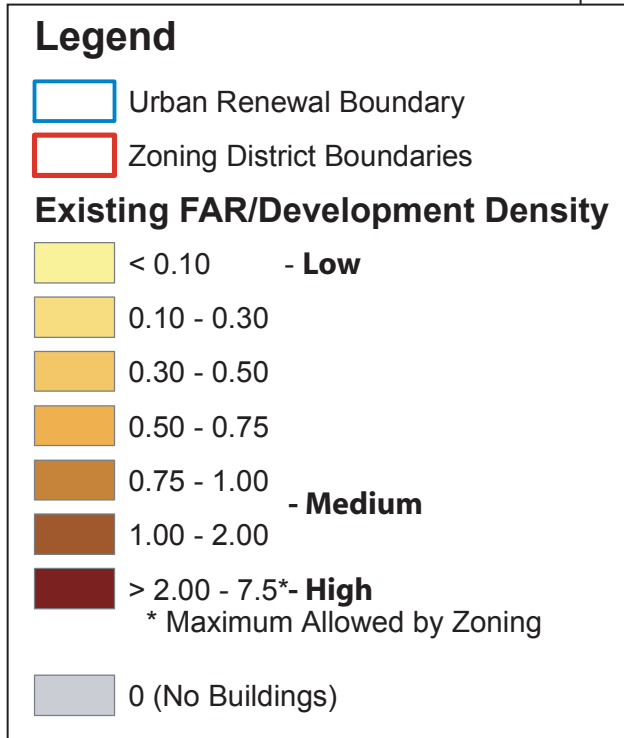 Legend
Urban Renewal Boundary
Zoning District Boundaries
Existing FAR/Development Density
< 0.10 - Low
0.10 - 0.30
0.30 - 0.50
0.50 - 0.75
0.75 - 1.00
- Medium
1.00 - 2.00
> 2.00 - 7.5*- High
* Maximum Allowed by Zoning
0 (No Buildings)